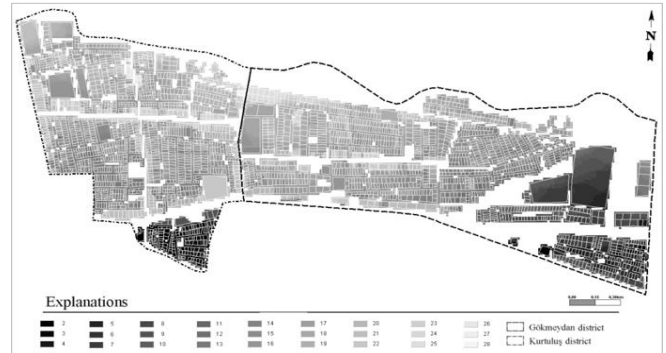 N
Explanations
2 5 8 11 14 17 20 23 26
3 6 9 12 15 18 21 24 27
4 7 10 13 16 19 22 25 28
Gökmeydan district
Kurtuluş district